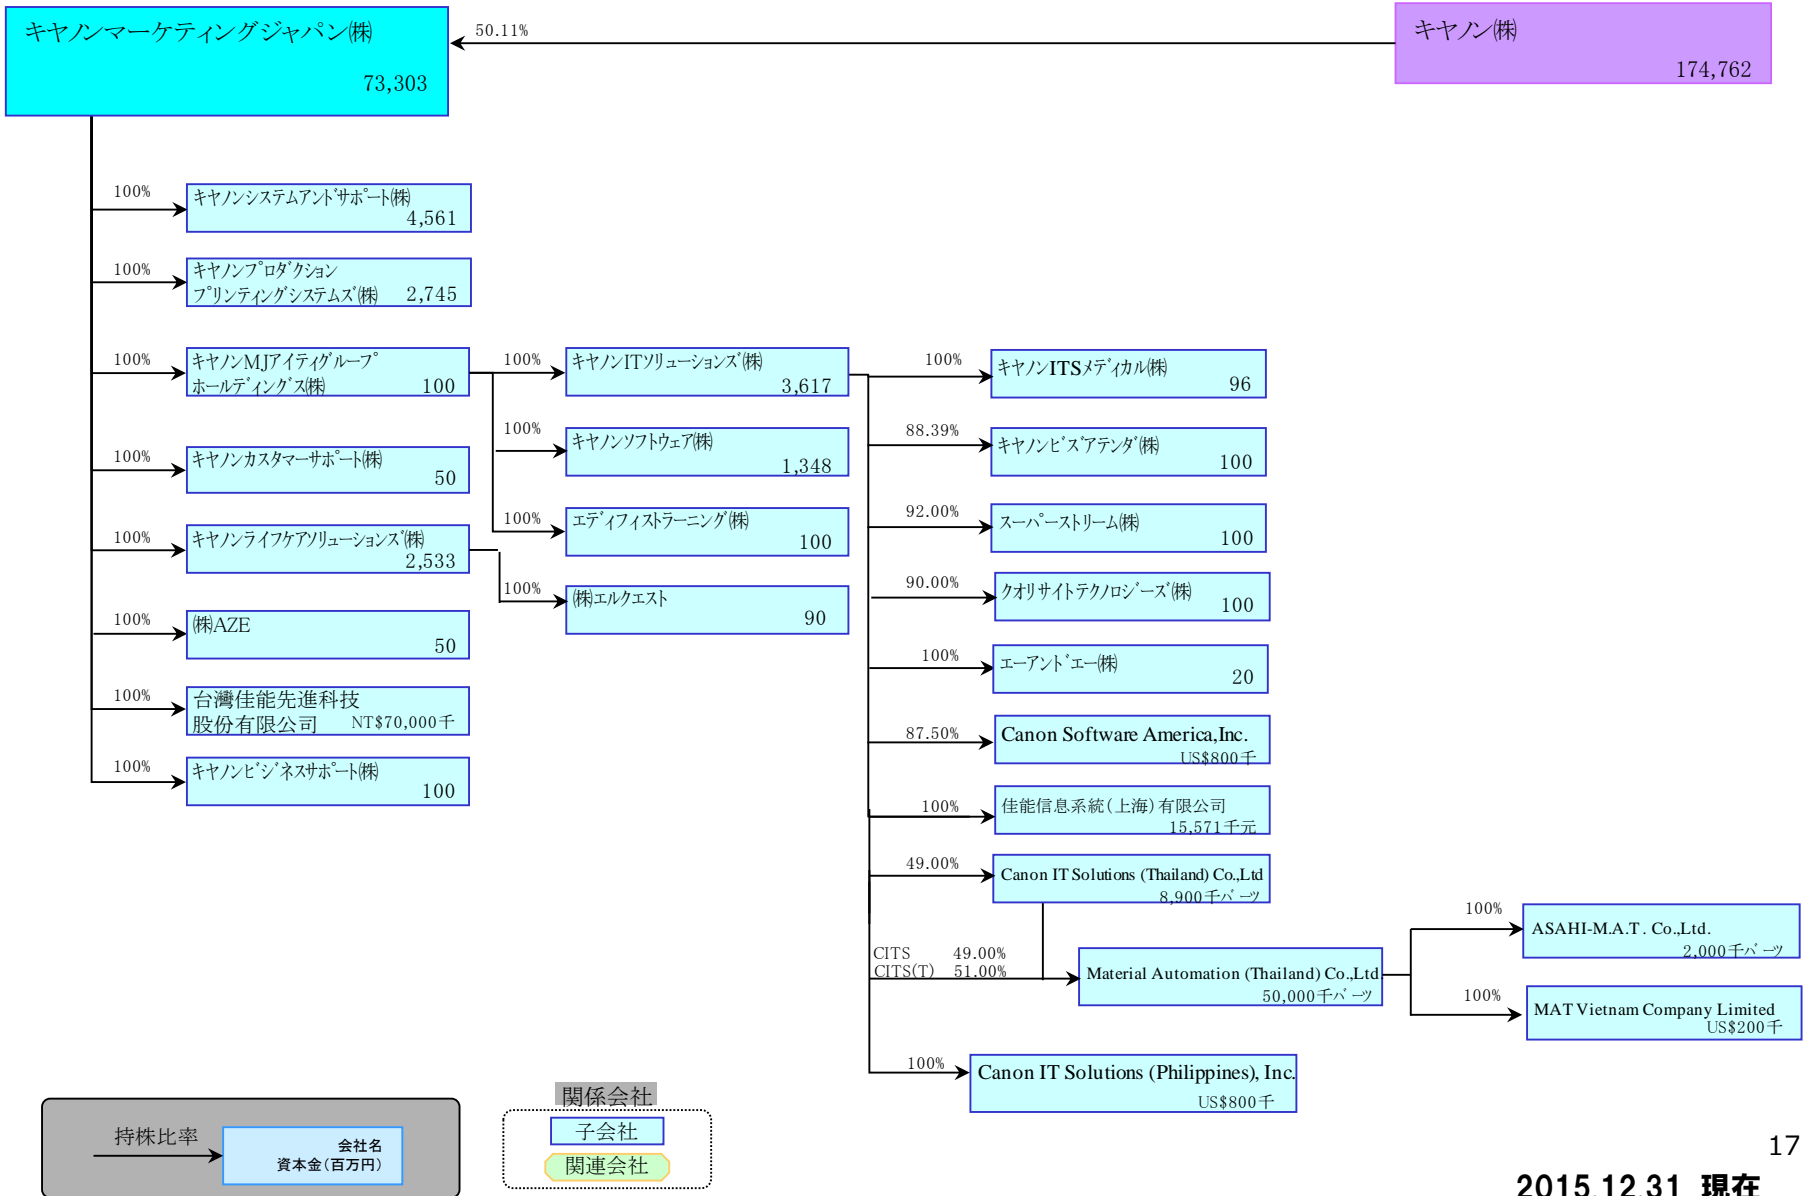 キヤノンマーケティングジャパン㈱
73,303
50.11%
キヤノン㈱
174,762
100%
キヤノンシステムアンドサポート㈱
4,561
100%
キヤノンプロダクション
プリンティングシステムズ㈱ 2,745
100%
キヤノンMJアイティグループ
ホールディングス㈱ 100
100%
キヤノンカスタマーサポート㈱
50
100%
キヤノンライフケアソリューションズ㈱
2,533
100%
㈱AZE
50
100%
台灣佳能先進科技
股份有限公司 NT$70,000千
100%
キヤノンビジネスサポート㈱
100
100%
キヤノンITソリューションズ㈱
3,617
100%
キヤノンソフトウェア㈱
1,348
100%
エディフィストラーニング㈱
100
100%
㈱エルクエスト
90
100%
キヤノンITSメディカル㈱
96
88.39%
キヤノンビズアテンダ㈱
100
92.00%
スーパーストリーム㈱
100
90.00%
クオリサイトテクノロジーズ㈱
100
100%
エーアンドエー㈱
20
87.50%
Canon Software America,Inc.
US$800千
100%
佳能信息系統(上海)有限公司
15,571千元
49.00%
Canon IT Solutions (Thailand) Co.,Ltd
8,900千バーツ
CITS 49.00%
CITS(T) 51.00%
Material Automation (Thailand) Co.,Ltd
50,000千バーツ
100%
ASAHI-M.A.T. Co.,Ltd.
2,000千バーツ
100%
MAT Vietnam Company Limited
US$200千
100%
Canon IT Solutions (Philippines), Inc.
US$800千
持株比率
会社名
資本金(百万円)
関係会社
子会社
関連会社
17
2015.12.31 現在